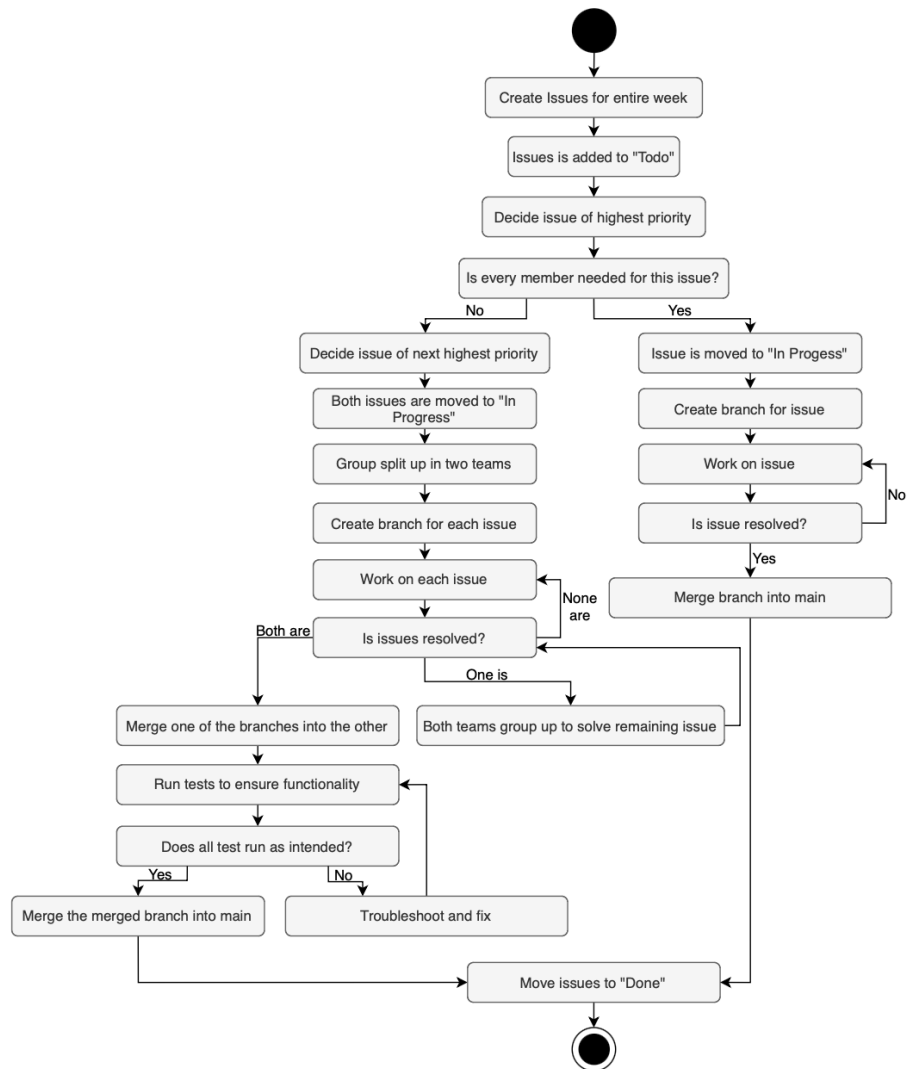 Create Issues for entire week
Issues is added to "Todo"
Decide issue of highest priority
Is every member needed for this issue?
No
Yes
Decide issue of next highest priority
Issue is moved to "In Progess"
Both issues are moved to "In
Progress"
Create branch for issue
Group split up in two teams
Work on issue
No
Create branch for each issue
Is issue resolved?
Yes
Work on each issue
Merge branch into main
None
are
Both are
Is issues resolved?
One is
Merge one of the branches into the other
Both teams group up to solve remaining issue
Run tests to ensure functionality
Does all test run as intended?
Yes
No
Merge the merged branch into main
Troubleshoot and fix
Move issues to "Done"